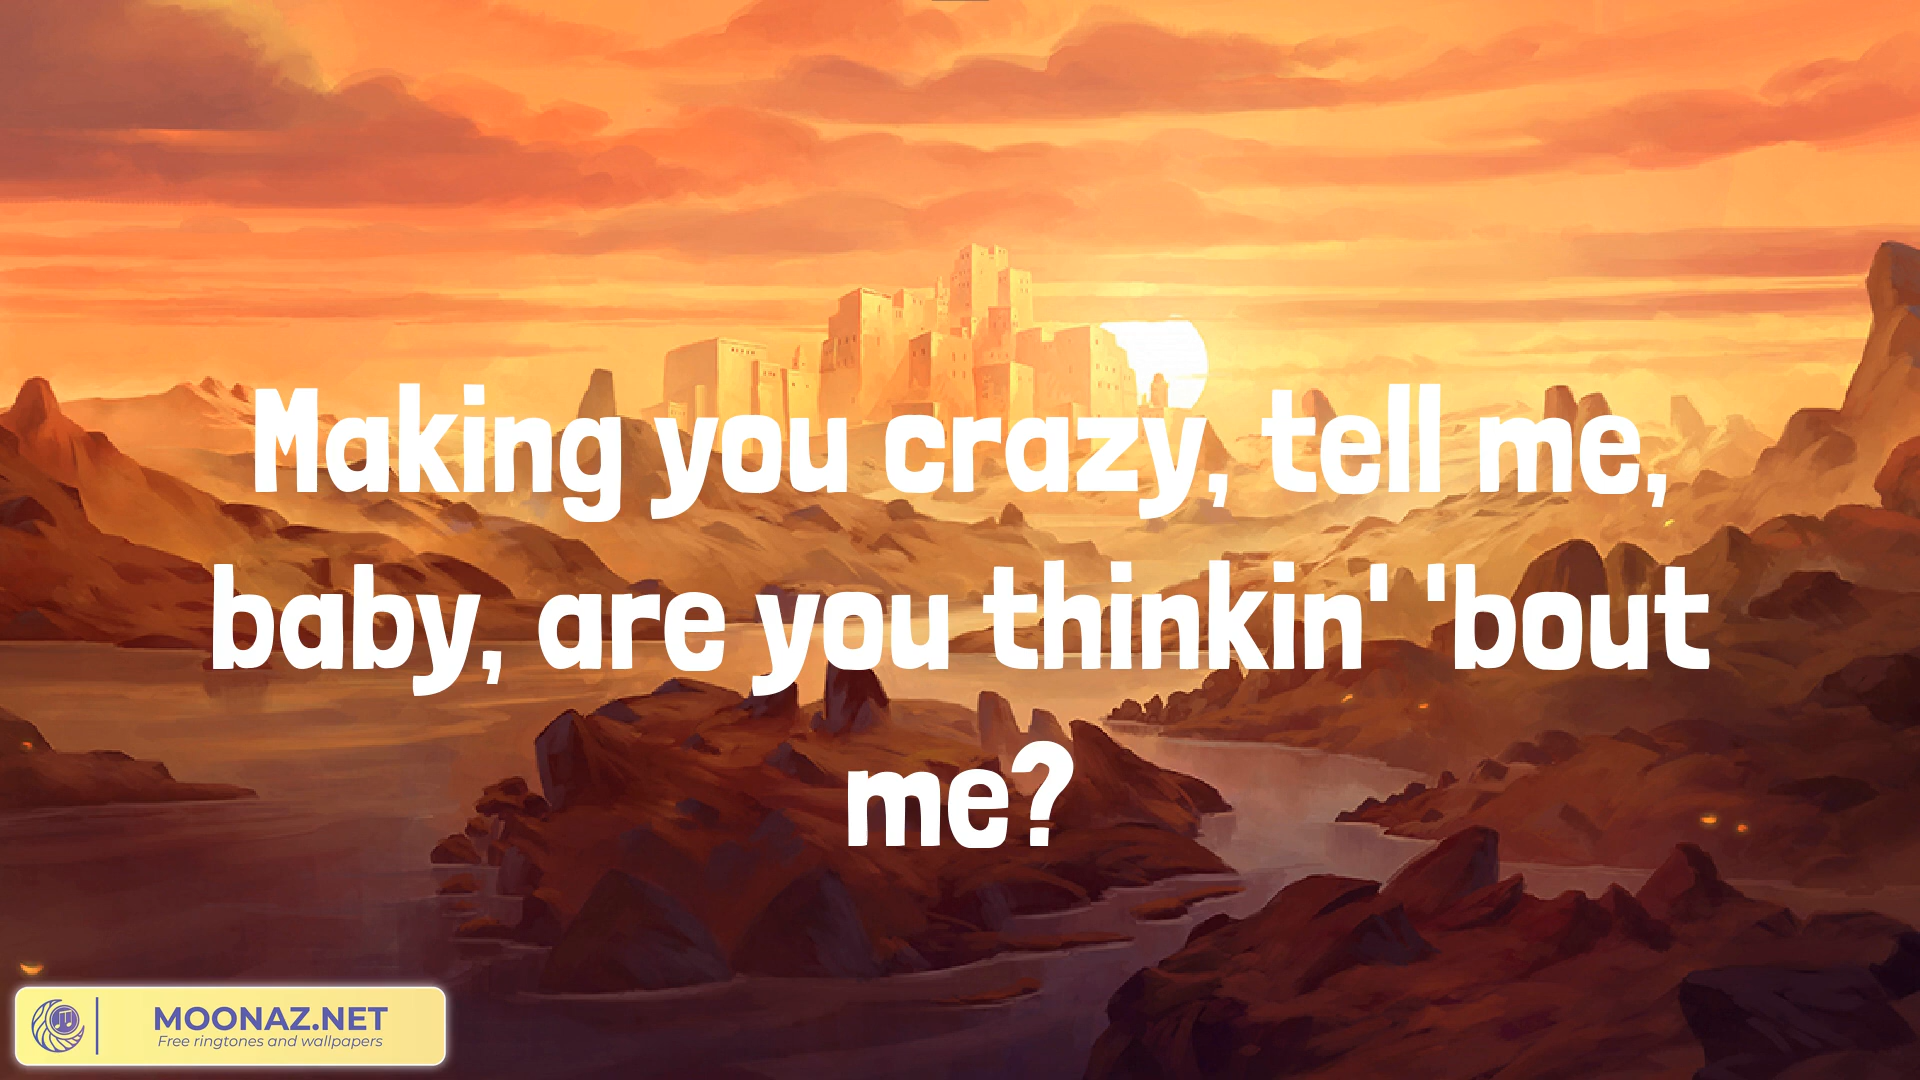 Making you crazy, tell me,
baby, are you thinkin' 'bout
me?
MOONAZ.NET
Free ringtones and wallpapers